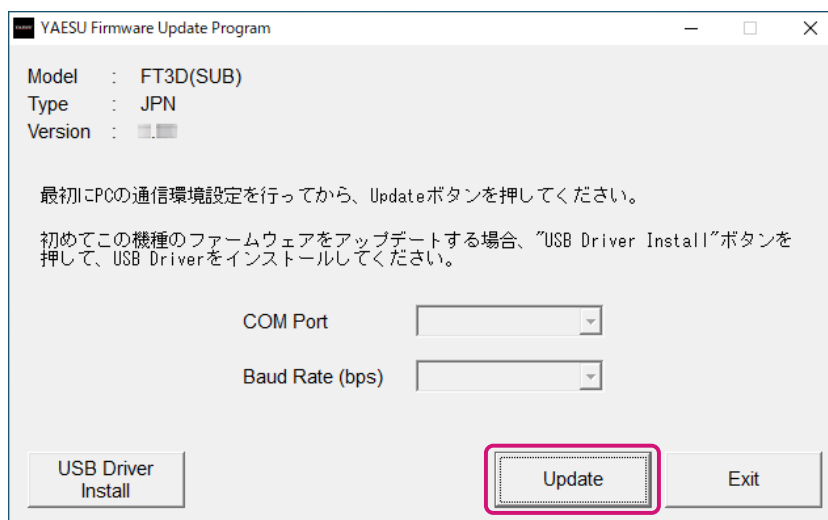 YAESU Firmware Update Program
Model : FT3D(SUB)
Type : JPN
Version :
最初にPCの通信環境設定を行ってから、Updateボタンを押してください。
初めてこの機種のファームウェアをアップデートする場合、"USB Driver Install"ボタンを
押して、USB Driverをインストールしてください。
COM Port
Baud Rate (bps)
USB Driver
Install
Update
Exit